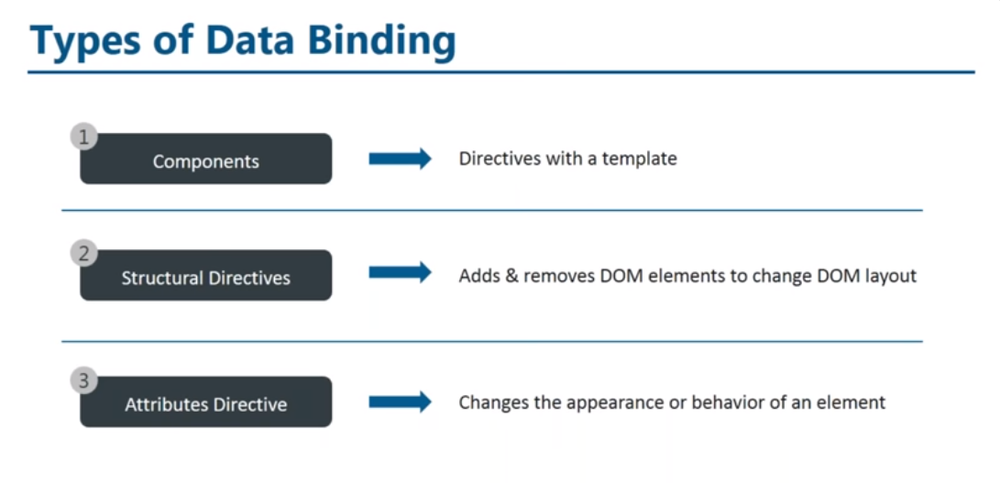 Types of Data Binding
1
Components
Directives with a template
2
Structural Directives
Adds & removes DOM elements to change DOM layout
3
Attributes Directive
Changes the appearance or behavior of an element